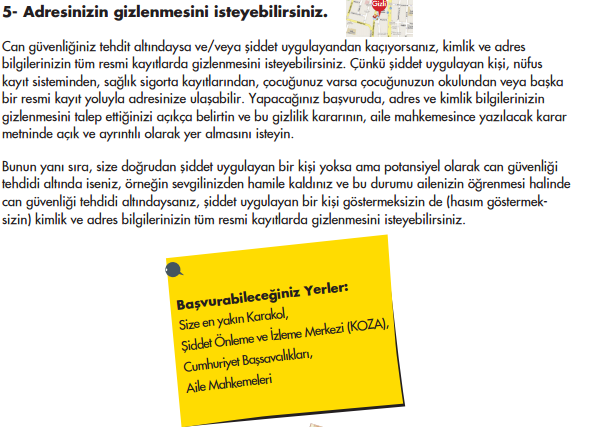 5- Adresinizin gizlenmesini isteyebilirsiniz.
Gizli
Can güvenliğiniz tehdit altındaysa ve/veya şiddet uygulayandan kaçıyorsanız, kimlik ve adres
bilgilerinizin tüm resmi kayıtlarda gizlenmesini isteyebilirsiniz. Çünkü şiddet uygulayan kişi, nüfus
kayıt sisteminden, sağlık sigorta kayıtlarından, çocuğunuz varsa çocuğunuzun okulundan veya başka
bir resmi kayıt yoluyla adresinize ulaşabilir. Yapacağınız başvuruda, adres ve kimlik bilgilerinizin
gizlenmesini talep ettiğinizi açıkça belirtin ve bu gizlilik kararının, aile mahkemesince yazılacak karar
metninde açık ve ayrıntılı olarak yer almasını isteyin.
Bunun yanı sıra, size doğrudan şiddet uygulayan bir kişi yoksa ama potansiyel olarak can güvenliği
tehdidi altında iseniz, örneğin sevgilinizden hamile kaldınız ve bu durumu ailenizin öğrenmesi halinde
can güvenliği tehdidi altındaysanız, şiddet uygulayan bir kişi göstermeksizin de (hasım göstermek-
sizin) kimlik ve adres bilgilerinizin tüm resmi kayıtlarda gizlenmesini isteyebilirsiniz.
Başvurabileceğiniz Yerler:
Size en yakın Karakol,
Şiddet Önleme ve İzleme Merkezi (KOZA),
Cumhuriyet Başsavcılıkları,
Aile Mahkemeleri